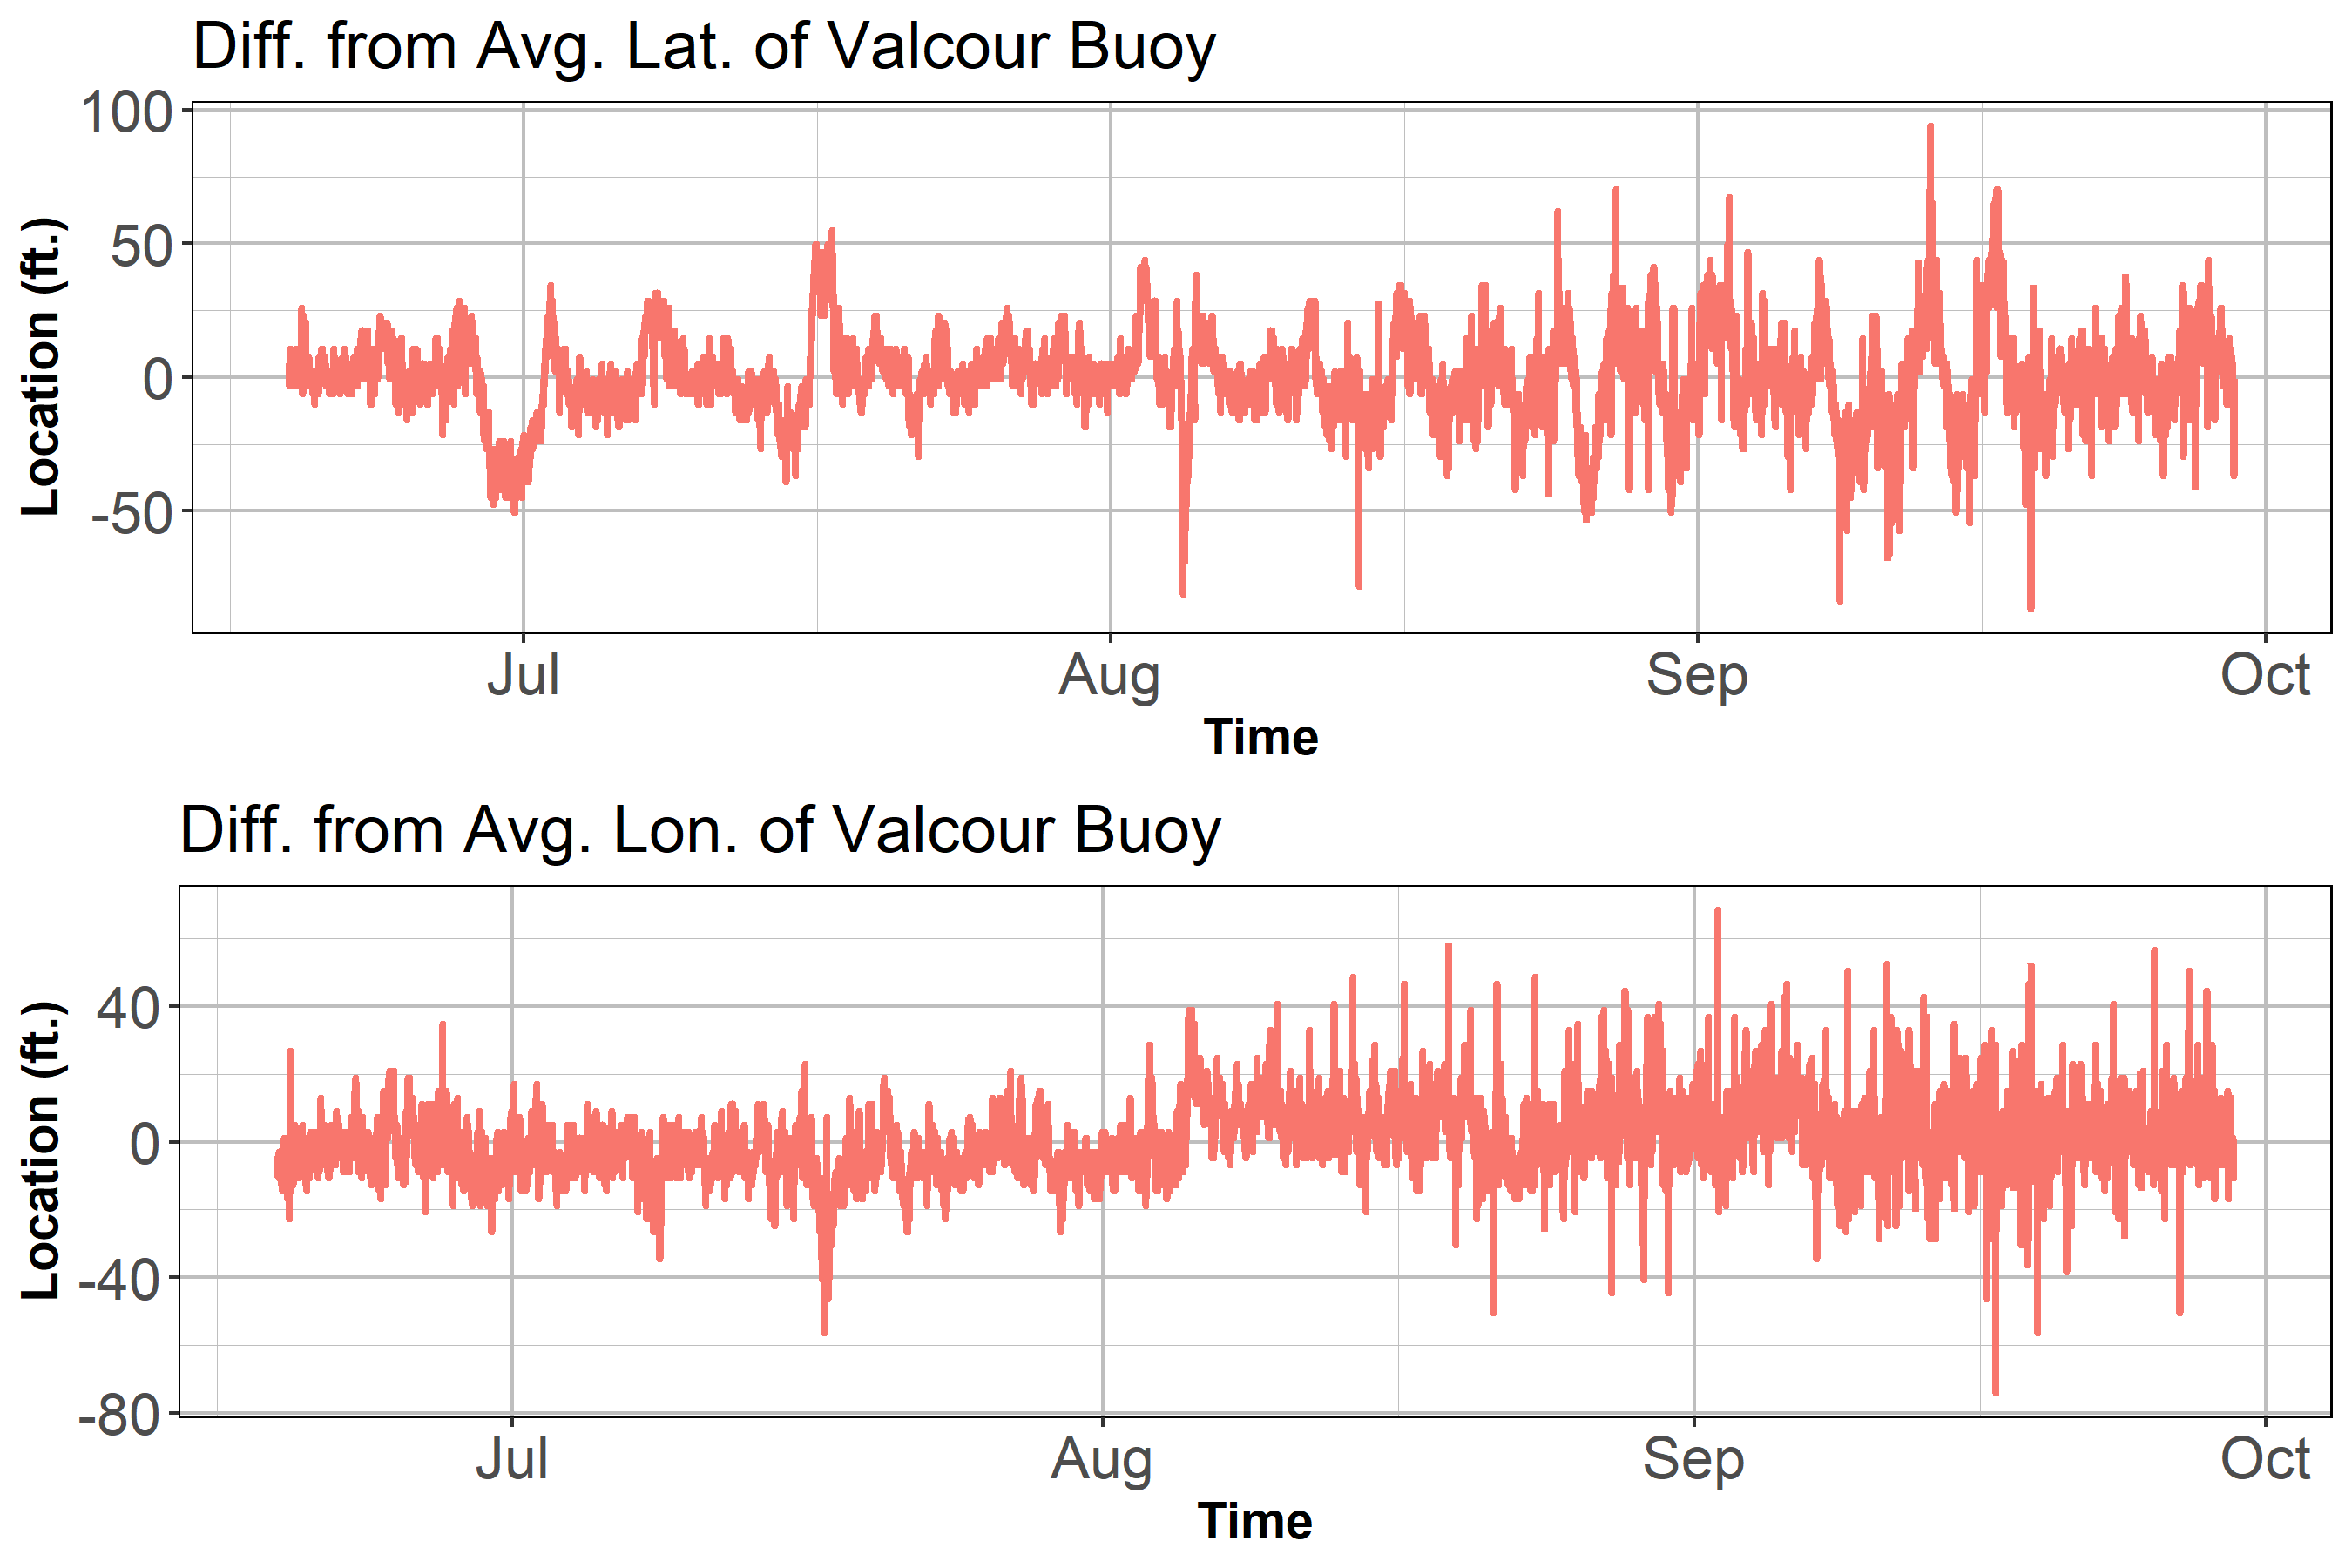 Diff. from Avg. Lat. of Valcour Buoy
Location (ft.)
100
50
0
-50
Jul Aug Sep Oct
Time
Diff. from Avg. Lon. of Valcour Buoy
Location (ft.)
40
0
-40
-80
Jul Aug Sep Oct
Time